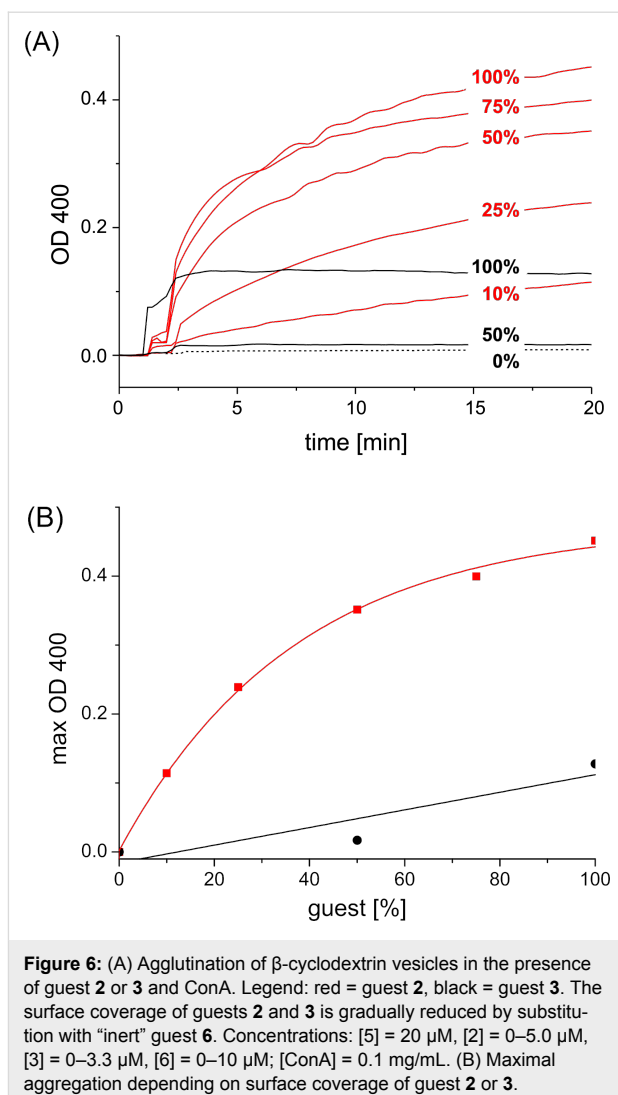 (A)
0.4
0.2
0.0
OD 400
100%
75%
50%
25%
100%
10%
50%
0%
0 5 10 15 20
time [min]
(B)
0.4
0.2
0.0
max OD 400
0 20 40 60 80 100
guest [%]
Figure 6: (A) Agglutination of β-cyclodextrin vesicles in the presence
of guest 2 or 3 and ConA. Legend: red = guest 2, black = guest 3. The
surface coverage of guests 2 and 3 is gradually reduced by substitu-
tion with “inert” guest 6. Concentrations: [5] = 20 μM, [2] = 0–5.0 μM,
[3] = 0–3.3 μM, [6] = 0–10 μM; [ConA] = 0.1 mg/mL. (B) Maximal
aggregation depending on surface coverage of guest 2 or 3.